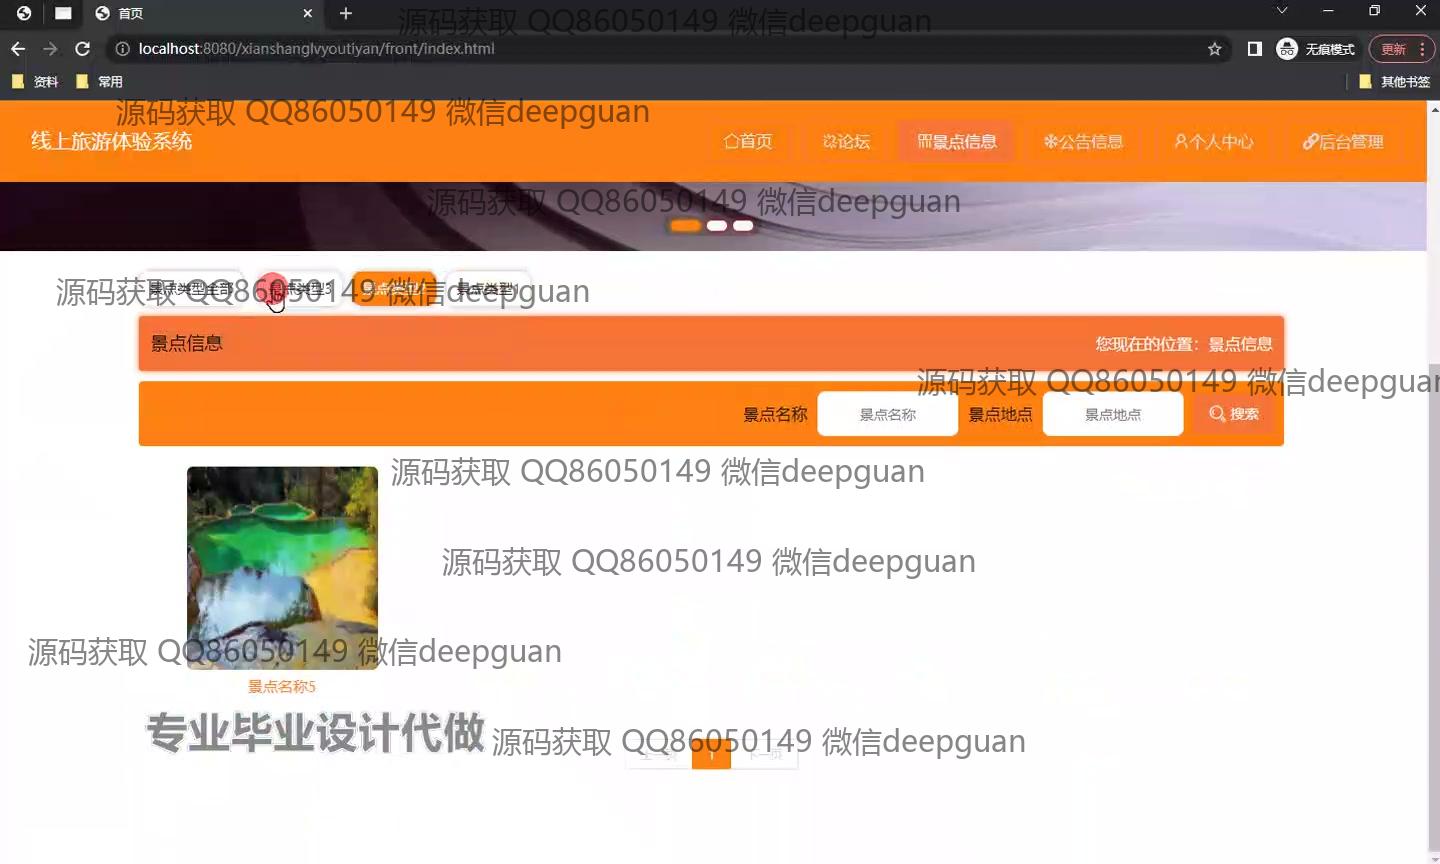 首页
源码获取 QQ86050149 微信deepguan
localhost:8080/xianshanglvyoutiyan/front/index.html
无痕模式
更新
资料
常用
其他书签
源码获取 QQ86050149 微信deepguan
线上旅游体验系统
首页
论坛
景点信息
公告信息
个人中心
后台管理
源码获取 QQ86050149 微信deepguan
景点类型全部
景点类型3
景点类型
景点类型1
源码获取 QQ86050149 微信deepguan
景点信息
您现在的位置：景点信息
源码获取 QQ86050149 微信deepguan
景点名称
景点名称
景点地点
景点地点
搜索
源码获取 QQ86050149 微信deepguan
源码获取 QQ86050149 微信deepguan
源码获取 QQ86050149 微信deepguan
景点名称5
专业毕业设计代做
源码获取 QQ86050149 微信deepguan
上一页
1
下一页